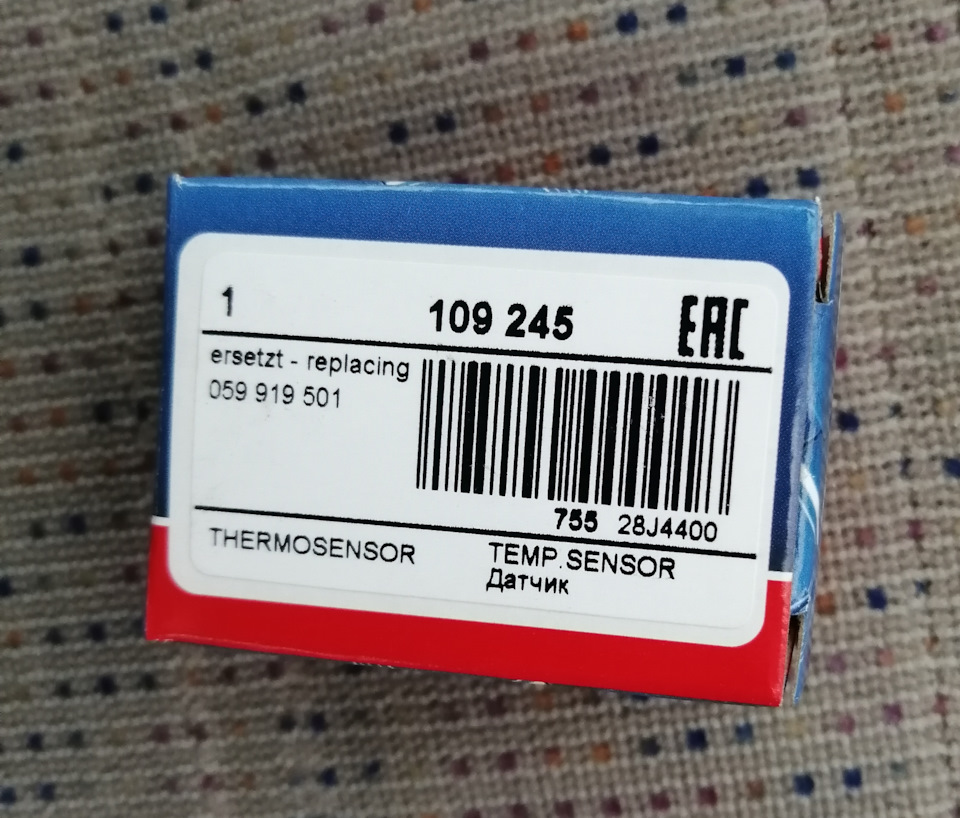 1 109 245 EAC
ersetzt - replacing
059 919 501
755 28J4400
THERMOSENSOR TEMP.SENSOR
Датчик